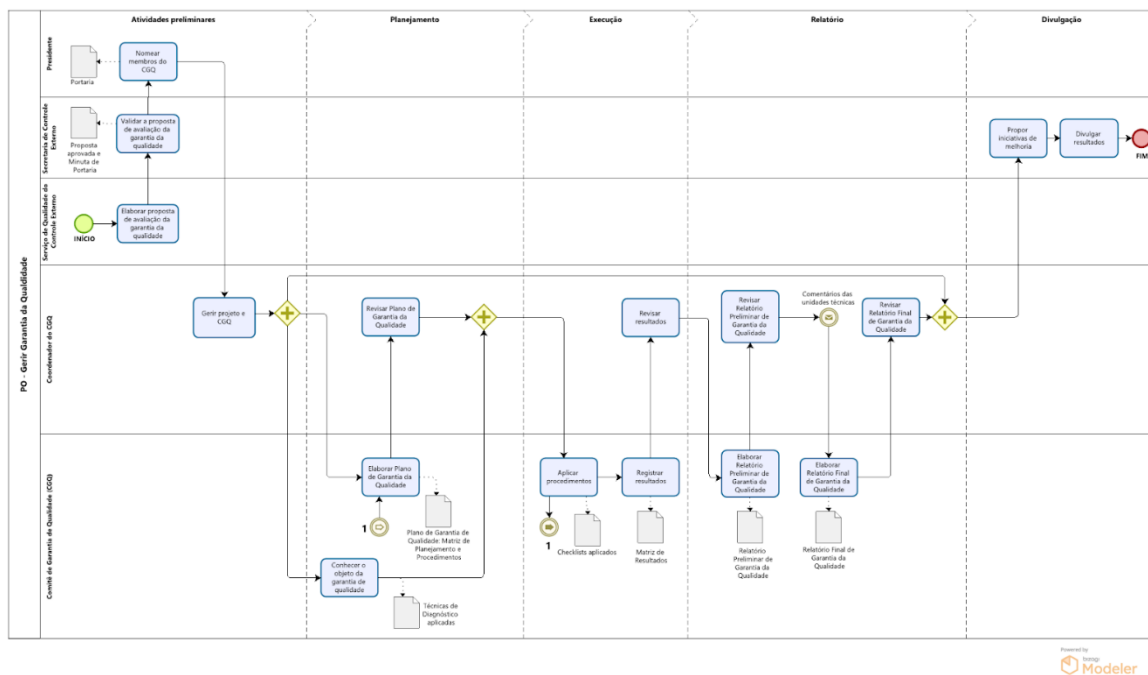 Atividades preliminares
Planejamento
Execução
Relatório
Divulgação
PO - Gerir Garantia da Qualdidade
Presidente
Portaria
Nomear
membros do
CGQ
Secretaria de Controle
Externo
Proposta
aprovada e
Minuta de
Portaria
Validar a proposta
de avaliação da
garantia da
qualidade
Propor
iniciativas de
melhoria
Divulgar
resultados
FIM
Serviço de Qualidade do
Controle Externo
INÍCIO
Elaborar proposta
de avaliação da
garantia da
qualidade
Coordenador do CGQ
Gerir projeto e
CGQ
Revisar Plano de
Garantia da
Qualidade
Revisar
resultados
Revisar
Relatório
Preliminar de
Garantia da
Qualidade
Comentários das
unidades técnicas
Revisar
Relatório Final
de Garantia da
Qualidade
Comitê de Garantia de Qualidade (CGQ)
Elaborar Plano
de Garantia da
Qualidade
1
Plano de Garantia de
Qualidade: Matriz de
Planejamento e
Procedimentos
Conhecer o
objeto da
garantia de
qualidade
Técnicas de
Diagnóstico
aplicadas
Aplicar
procedimentos
1
Checklists aplicados
Registrar
resultados
Matriz de
Resultados
Elaborar
Relatório
Preliminar de
Garantia da
Qualidade
Relatório
Preliminar de
Garantia da
Qualidade
Elaborar
Relatório Final
de Garantia da
Qualidade
Relatório Final de
Garantia da
Qualidade
Powered by
bizagi
Modeler